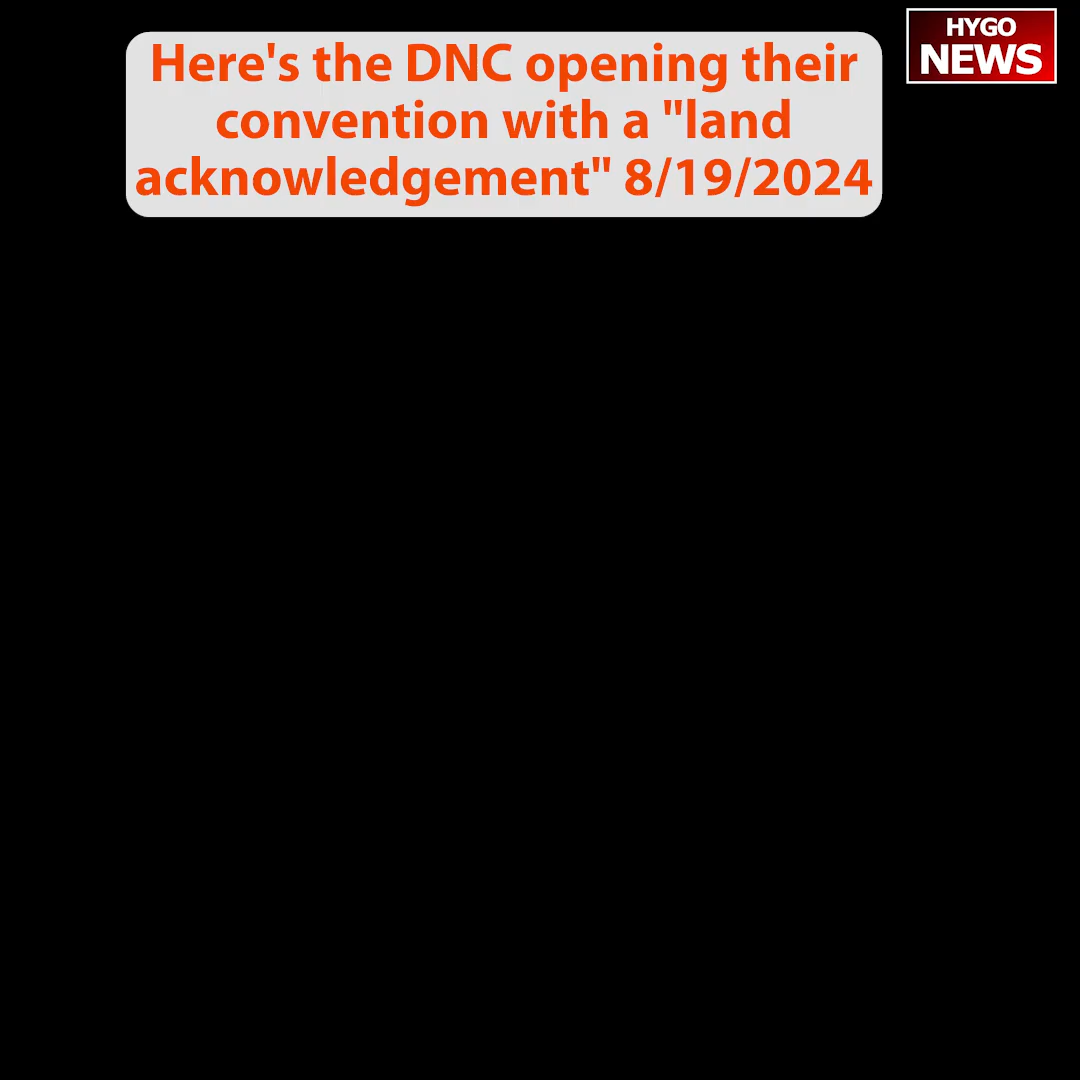 Here's the DNC opening their
convention with a "land
acknowledgement" 8/19/2024
HYGO
NEWS